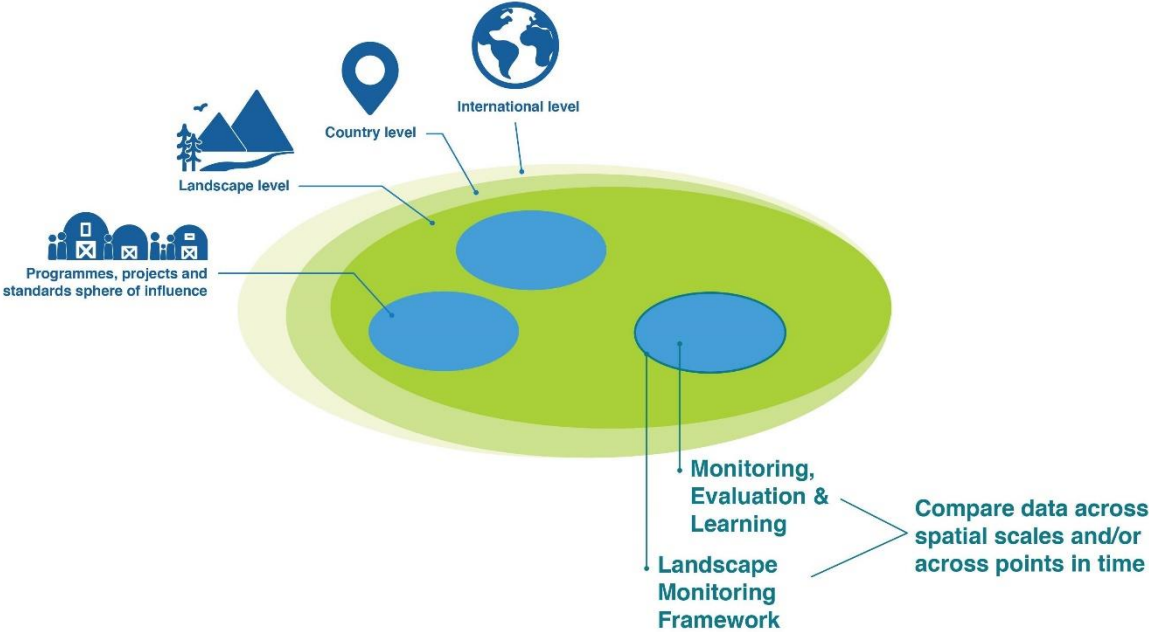 International level
Country level
Landscape level
Programmes, projects and
standards sphere of influence
Monitoring,
Evaluation &
Learning
Landscape
Monitoring
Framework
Compare data across
spatial scales and/or
across points in time